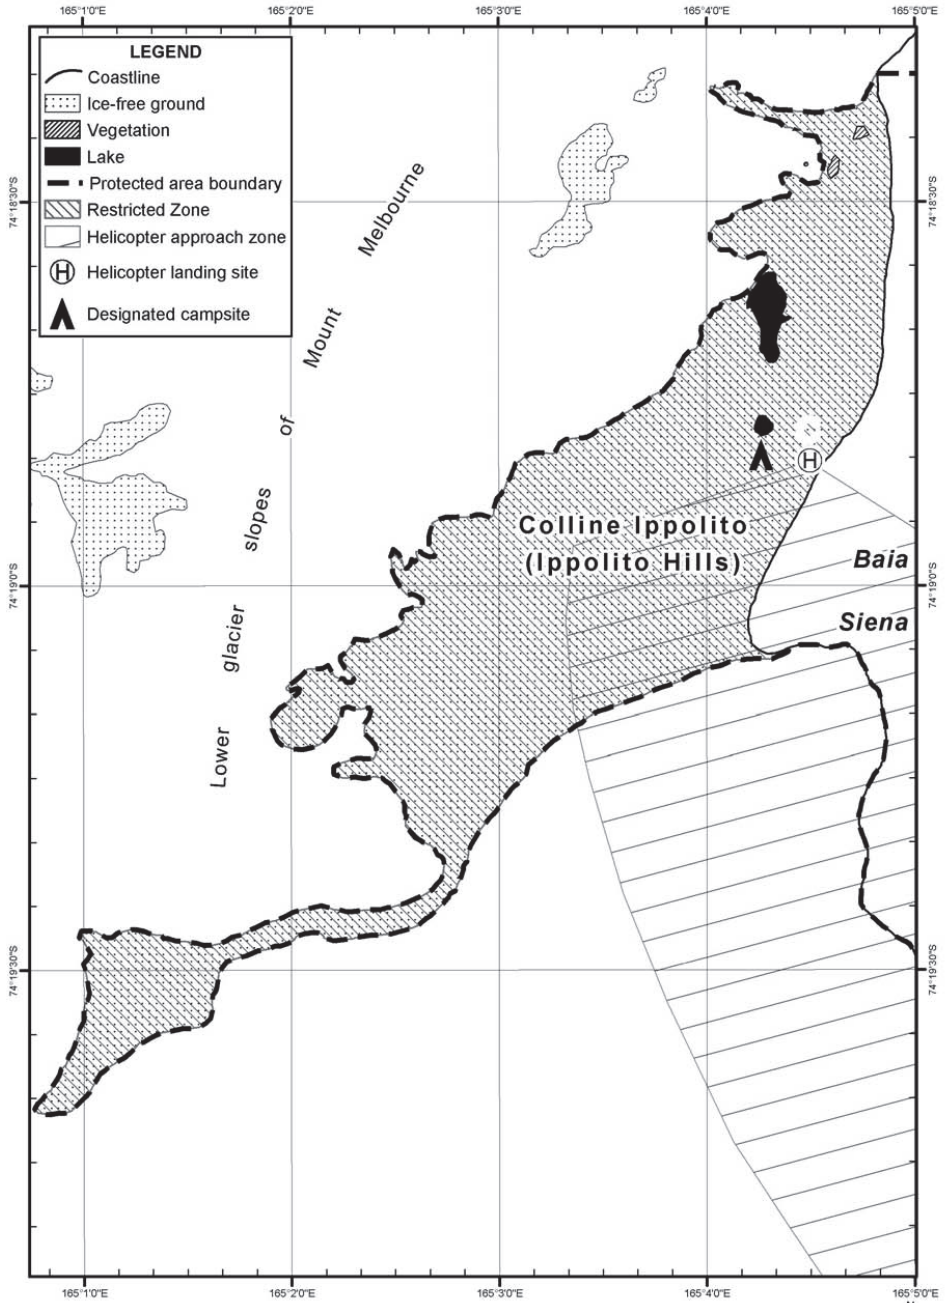 165°1'0"E
165°2'0"E
165°3'0"E
165°4'0"E
165°5'0"E
LEGEND
Coastline
Ice-free ground
Vegetation
Lake
Protected area boundary
Restricted Zone
Helicopter approach zone
H Helicopter landing site
Designated campsite
74°18'30"S
74°18'30"S
Lower glacier slopes of Mount Melbourne
H
Colline Ippolito
(Ippolito Hills)
Baia
Siena
74°19'0"S
74°19'0"S
74°19'30"S
74°19'30"S
165°1'0"E
165°2'0"E
165°3'0"E
165°4'0"E
165°5'0"E